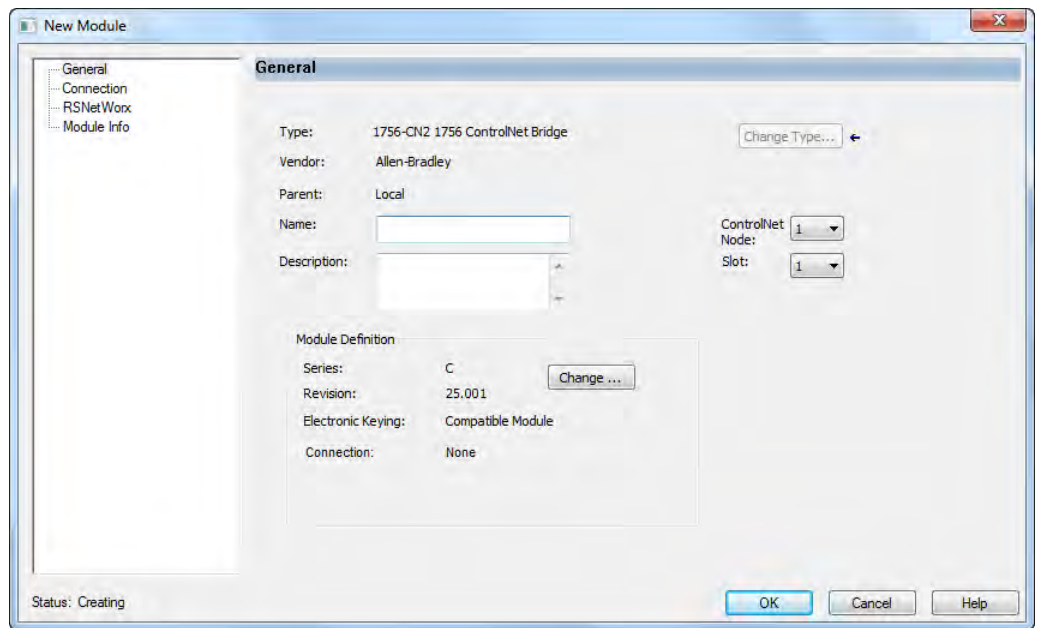 New Module
General
Connection
RSNetWorx
Module Info
General
Type: 1756-CN2 1756 ControlNet Bridge
Change Type...
Vendor: Allen-Bradley
Parent: Local
Name:
ControlNet
Node: 1
Description:
Slot: 1
Module Definition
Series: C
Change ...
Revision: 25.001
Electronic Keying: Compatible Module
Connection: None
Status: Creating
OK Cancel Help